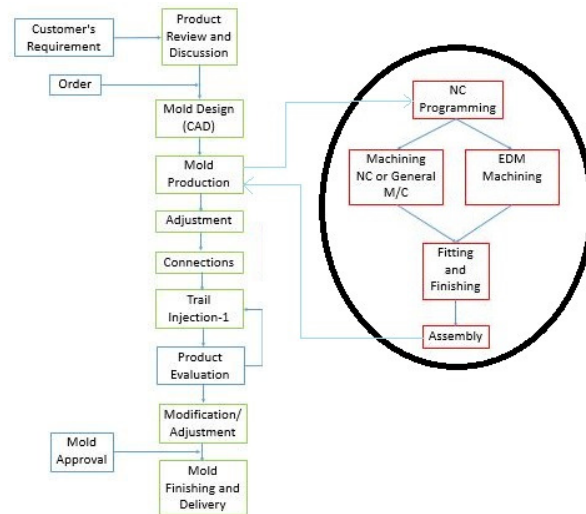 Customer's
Requirement
Product
Review and
Discussion
Order
Mold Design
(CAD)
Mold
Production
Adjustment
Connections
Trail
Injection-1
Product
Evaluation
Modification/
Adjustment
Mold
Approval
Mold
Finishing and
Delivery
NC
Programming
Machining
NC or General
M/C
EDM
Machining
Fitting
and
Finishing
Assembly